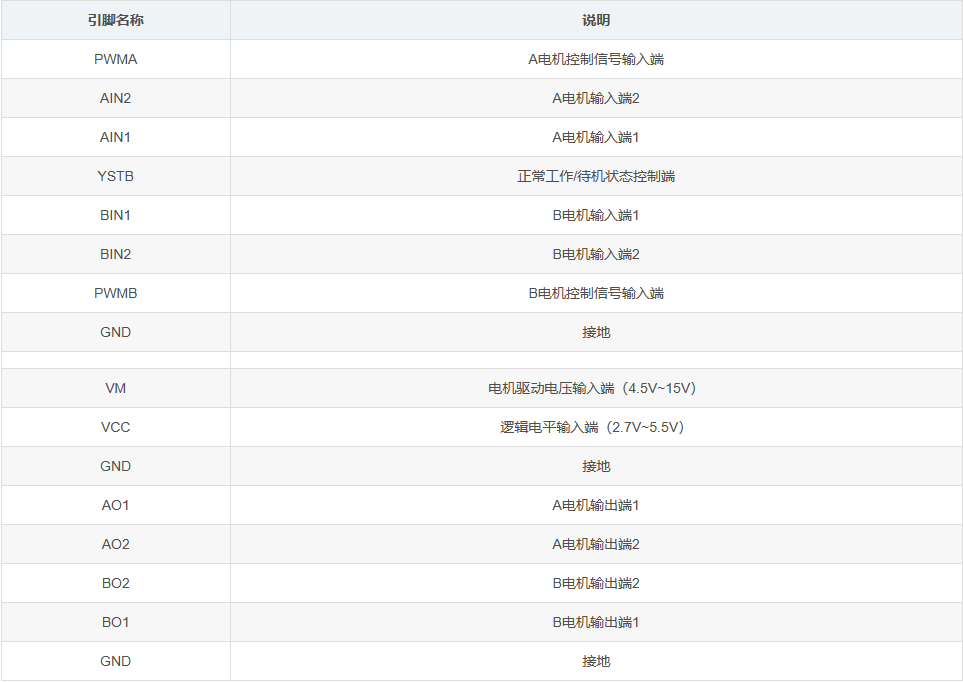 引脚名称 说明
PWMA A电机控制信号输入端
AIN2 A电机输入端2
AIN1 A电机输入端1
YSTB 正常工作/待机状态控制端
BIN1 B电机输入端1
BIN2 B电机输入端2
PWMB B电机控制信号输入端
GND 接地
VM 电机驱动电压输入端（4.5V~15V）
VCC 逻辑电平输入端（2.7V~5.5V）
GND 接地
AO1 A电机输出端1
AO2 A电机输出端2
BO2 B电机输出端2
BO1 B电机输出端1
GND 接地